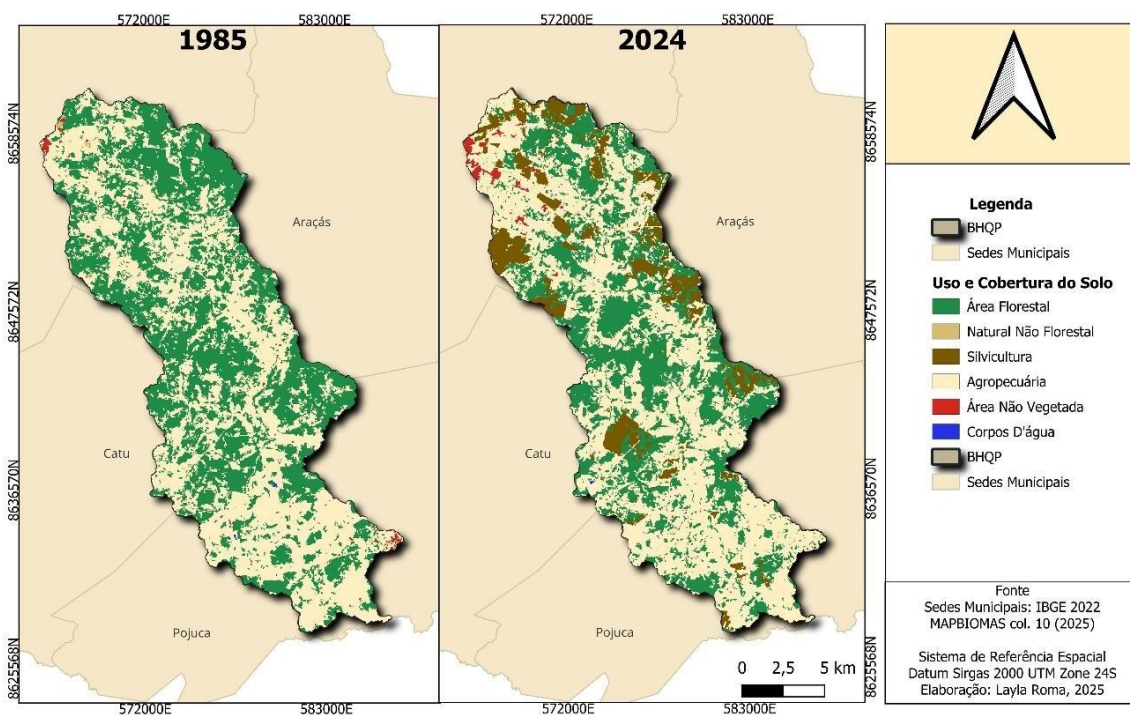 572000E
583000E
572000E
583000E
1985
2024
8658574N
8647572N
8636570N
8625568N
Araçás
Catu
Pojuca
Araçás
Catu
Pojuca
0 2,5 5 km
572000E
583000E
572000E
583000E
8658574N
8647572N
8636570N
8625568N
Legenda
BHQP
Sedes Municipais
Uso e Cobertura do Solo
Área Florestal
Natural Não Florestal
Silvicultura
Agropecuária
Área Não Vegetada
Corpos D'água
BHQP
Sedes Municipais
Fonte
Sedes Municipais: IBGE 2022
MAPBIOMAS col. 10 (2025)
Sistema de Referência Espacial
Datum Sirgas 2000 UTM Zone 24S
Elaboração: Layla Roma, 2025